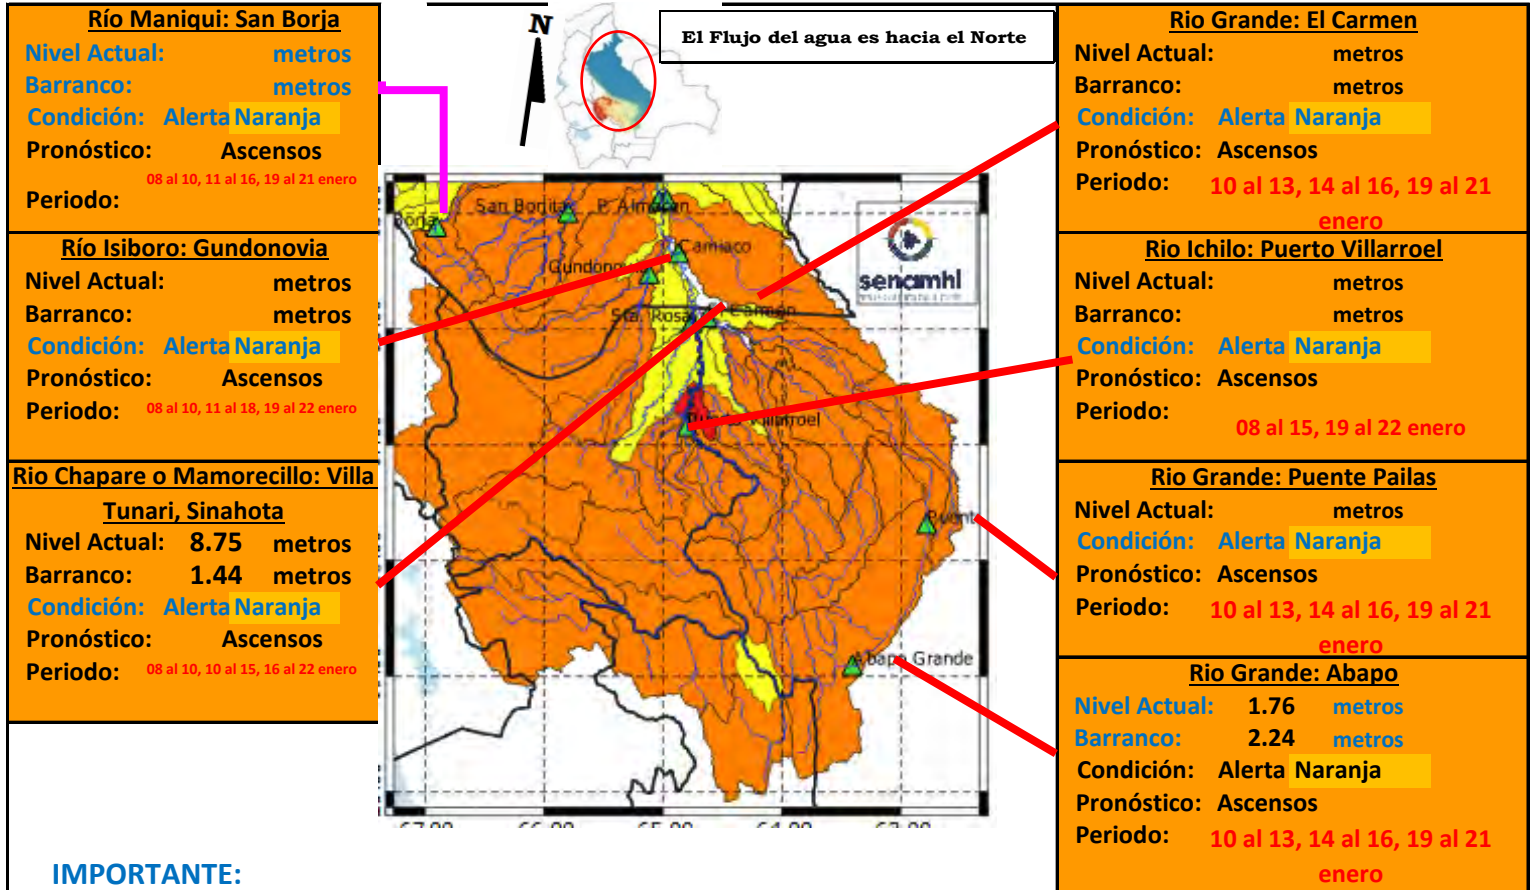 Río Maniqui: San Borja
Nivel Actual: metros
Barranco: metros
Condición: Alerta Naranja
Pronóstico: Ascensos
08 al 10, 11 al 16, 19 al 21 enero
Periodo:
Río Isiboro: Gundonovia
Nivel Actual: metros
Barranco: metros
Condición: Alerta Naranja
Pronóstico: Ascensos
Periodo: 08 al 10, 11 al 18, 19 al 22 enero
Rio Chapare o Mamorecillo: Villa
Tunari, Sinahota
Nivel Actual: 8.75 metros
Barranco: 1.44 metros
Condición: Alerta Naranja
Pronóstico: Ascensos
Periodo: 08 al 10, 10 al 15, 16 al 22 enero
IMPORTANTE:
N
El Flujo del agua es hacia el Norte
San Bonita
P. Almacen
Camiaco
senamhi
Sta. Rosa
Abapo Grande
Rio Grande: El Carmen
Nivel Actual: metros
Barranco: metros
Condición: Alerta Naranja
Pronóstico: Ascensos
Periodo: 10 al 13, 14 al 16, 19 al 21
enero
Rio Ichilo: Puerto Villarroel
Nivel Actual: metros
Barranco: metros
Condición: Alerta Naranja
Pronóstico: Ascensos
Periodo:
08 al 15, 19 al 22 enero
Rio Grande: Puente Pailas
Nivel Actual: metros
Condición: Alerta Naranja
Pronóstico: Ascensos
Periodo: 10 al 13, 14 al 16, 19 al 21
enero
Rio Grande: Abapo
Nivel Actual: 1.76 metros
Barranco: 2.24 metros
Condición: Alerta Naranja
Pronóstico: Ascensos
Periodo: 10 al 13, 14 al 16, 19 al 21
enero